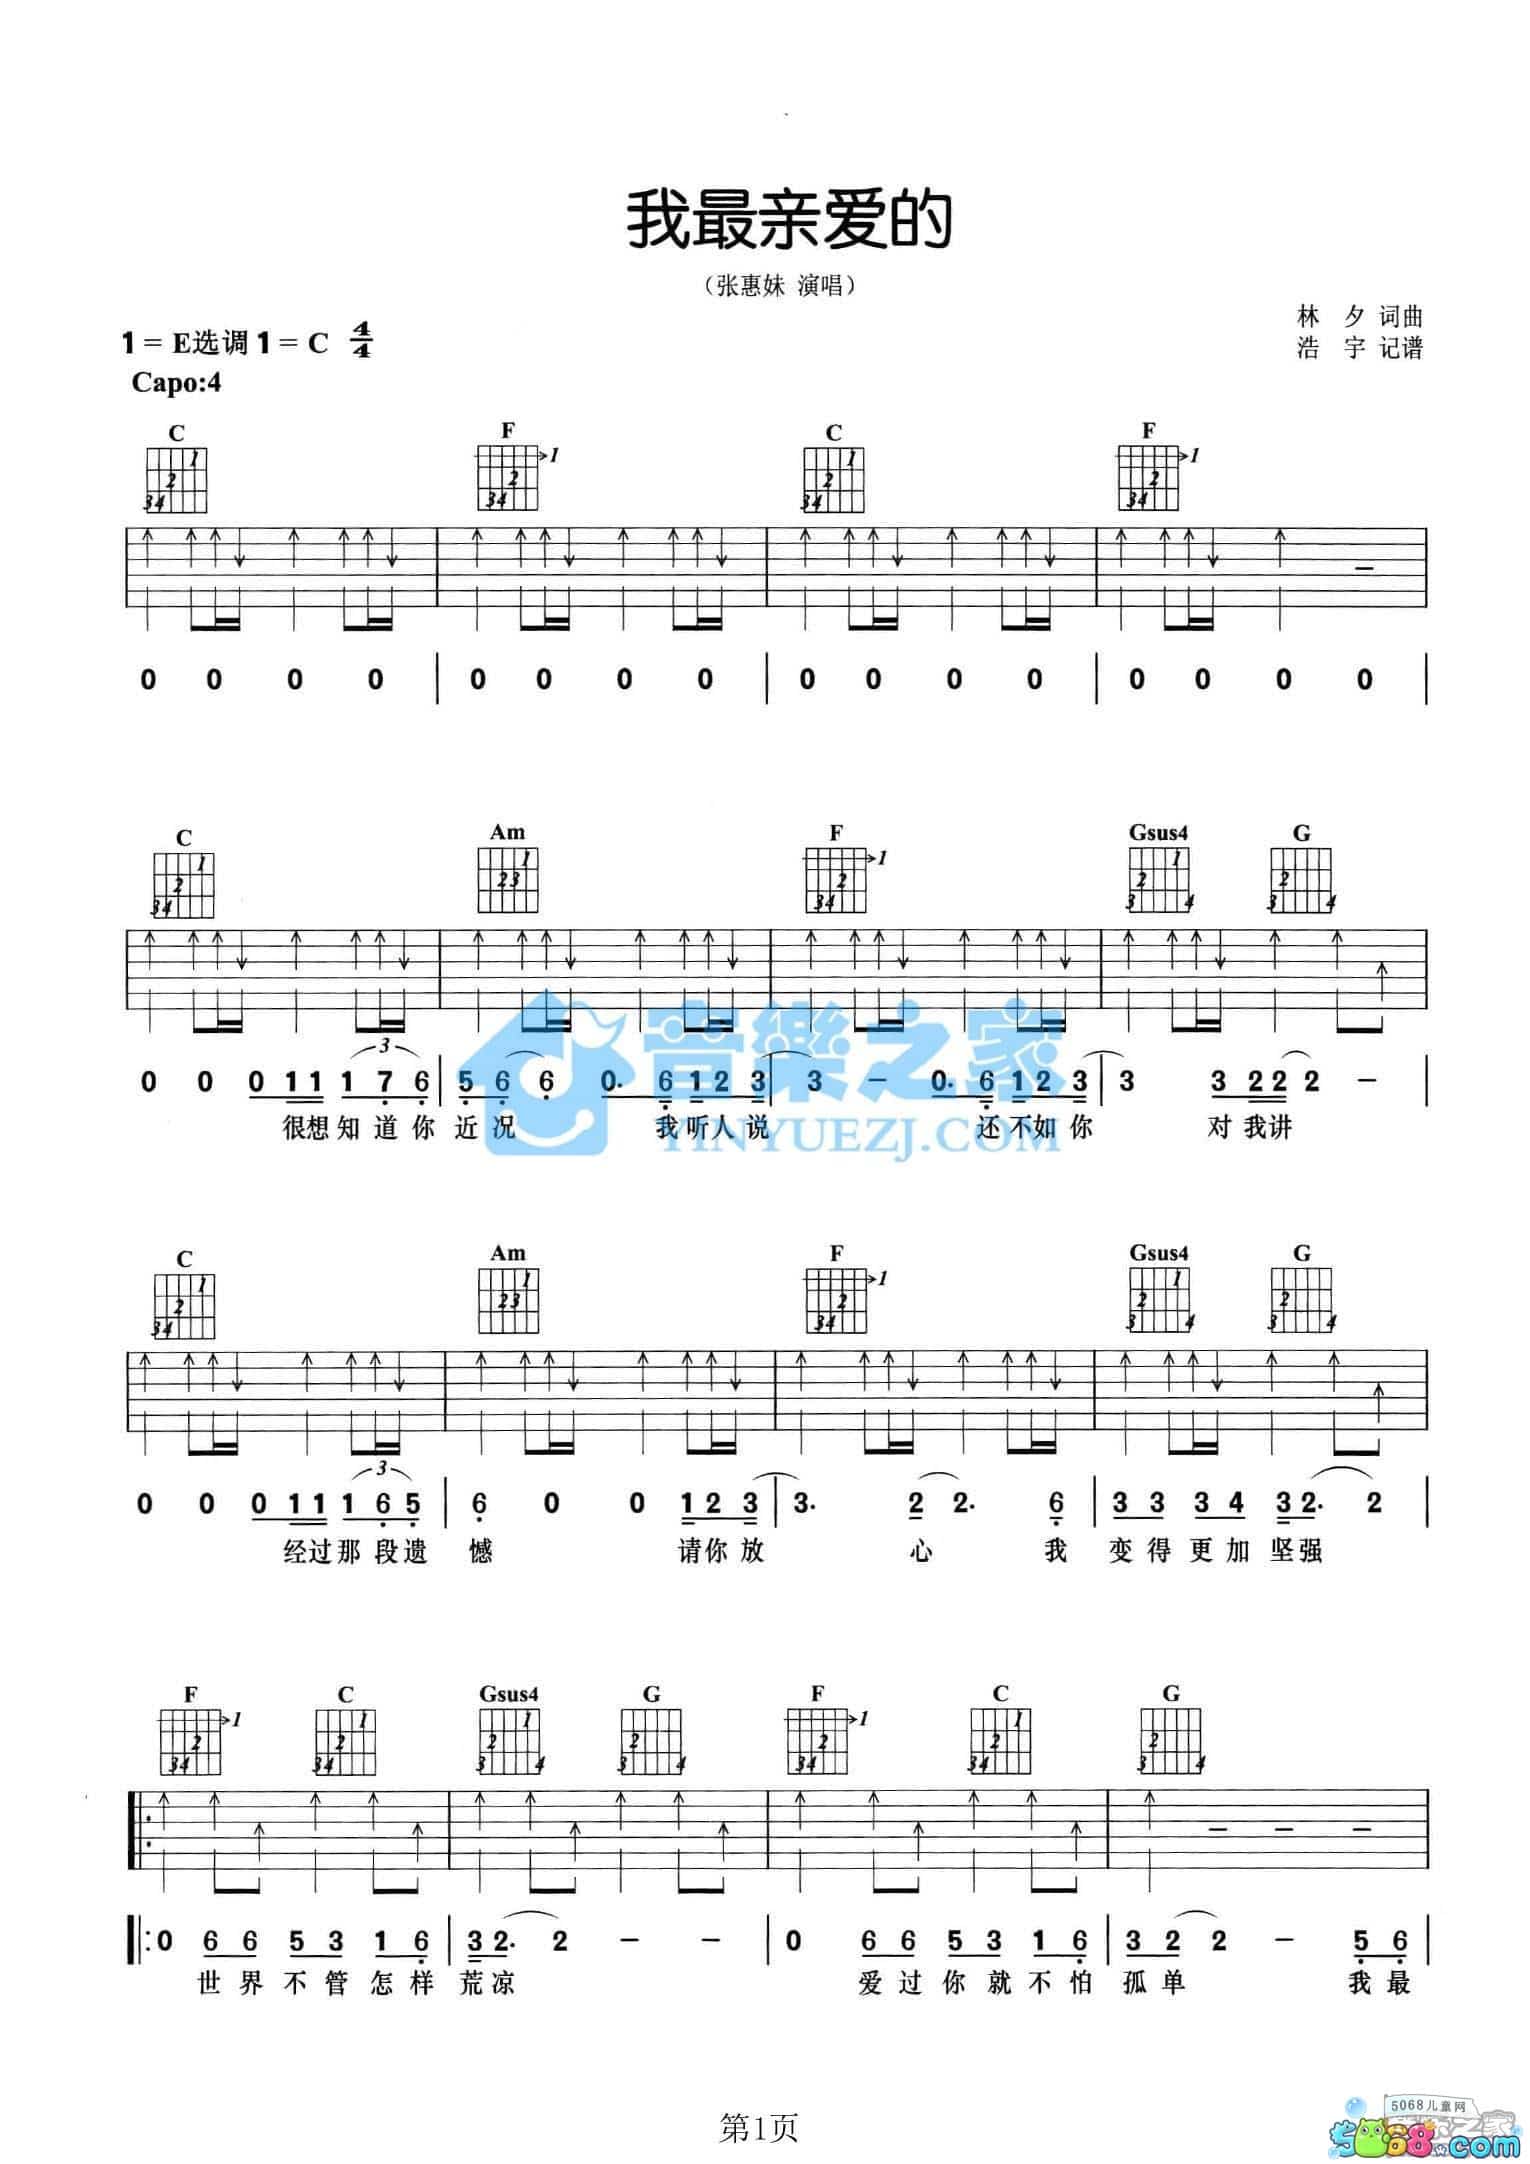 我最亲爱的
（张惠妹 演唱）
林 夕 词曲
浩 宇 记谱
1 = E选调 1 = C 4/4
Capo:4
C F C F
0 0 0 0 | 0 0 0 0 | 0 0 0 0 | 0 0 0 0 |
C Am F Gsus4 G
0 0 0 1 1 1 7 6 | 5 6 6 0. 6 1 2 3 | 3 - 0. 6 1 2 3 | 3 3 2 2 2 - |
很想知道你 近况 我听人说 还不如你 对我讲
音樂之家
YINYUEZJ.COM
C Am F Gsus4 G
0 0 0 1 1 1 6 5 | 6 0 0 1 2 3 | 3. 2 2. 6 | 3 3 3 4 3 2. 2 |
经过那段遗 憾 请你放 心 我 变得更加坚强
F C Gsus4 G F C G
0 6 6 5 3 1 6 | 3 2. 2 - - | 0 6 6 5 3 1 6 | 3 2 2 - 5 6 |
世界不管怎样 荒凉 爱过你就不怕 孤单 我最
第1页
5068儿童网
5068.com